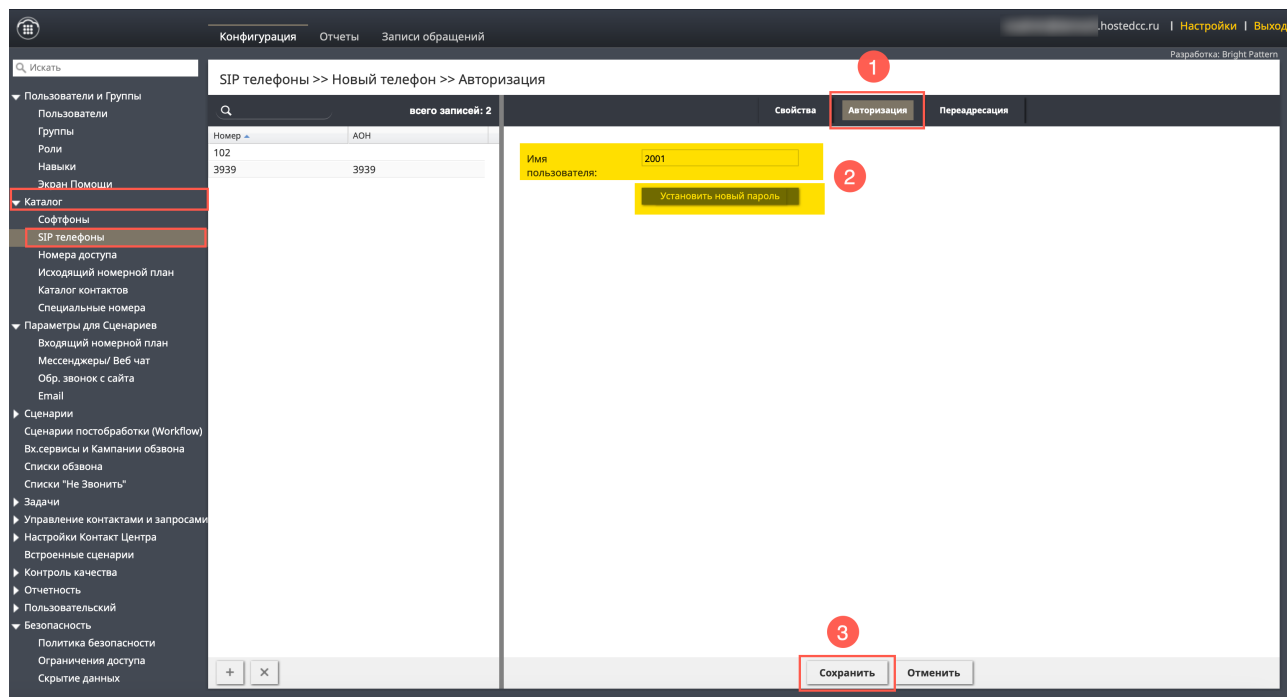 .hostedcc.ru | Настройки | Выход
Конфигурация Отчеты Записи обращений
Разработка: Bright Pattern
Искать
1
SIP телефоны >> Новый телефон >> Авторизация
Пользователи и Группы
всего записей: 2
Свойства Авторизация Переадресация
Пользователи
Группы
Роли
Навыки
Экран Помощи
Каталог
Софтфоны
SIP телефоны
Номера доступа
Исходящий номерной план
Каталог контактов
Специальные номера
Параметры для Сценариев
Входящий номерной план
Мессенджеры/ Веб чат
Обр. звонок с сайта
Email
Сценарии
Сценарии постобработки (Workflow)
Вх.сервисы и Кампании обзвона
Списки обзвона
Списки "Не Звонить"
Задачи
Управление контактами и запросами
Настройки Контакт Центра
Встроенные сценарии
Контроль качества
Отчетность
Пользовательский
Безопасность
Политика безопасности
Ограничения доступа
Скрытие данных
Номер АОН
102
3939 3939
Имя
пользователя:
2001
2
Установить новый пароль
3
+ ×
Сохранить Отменить